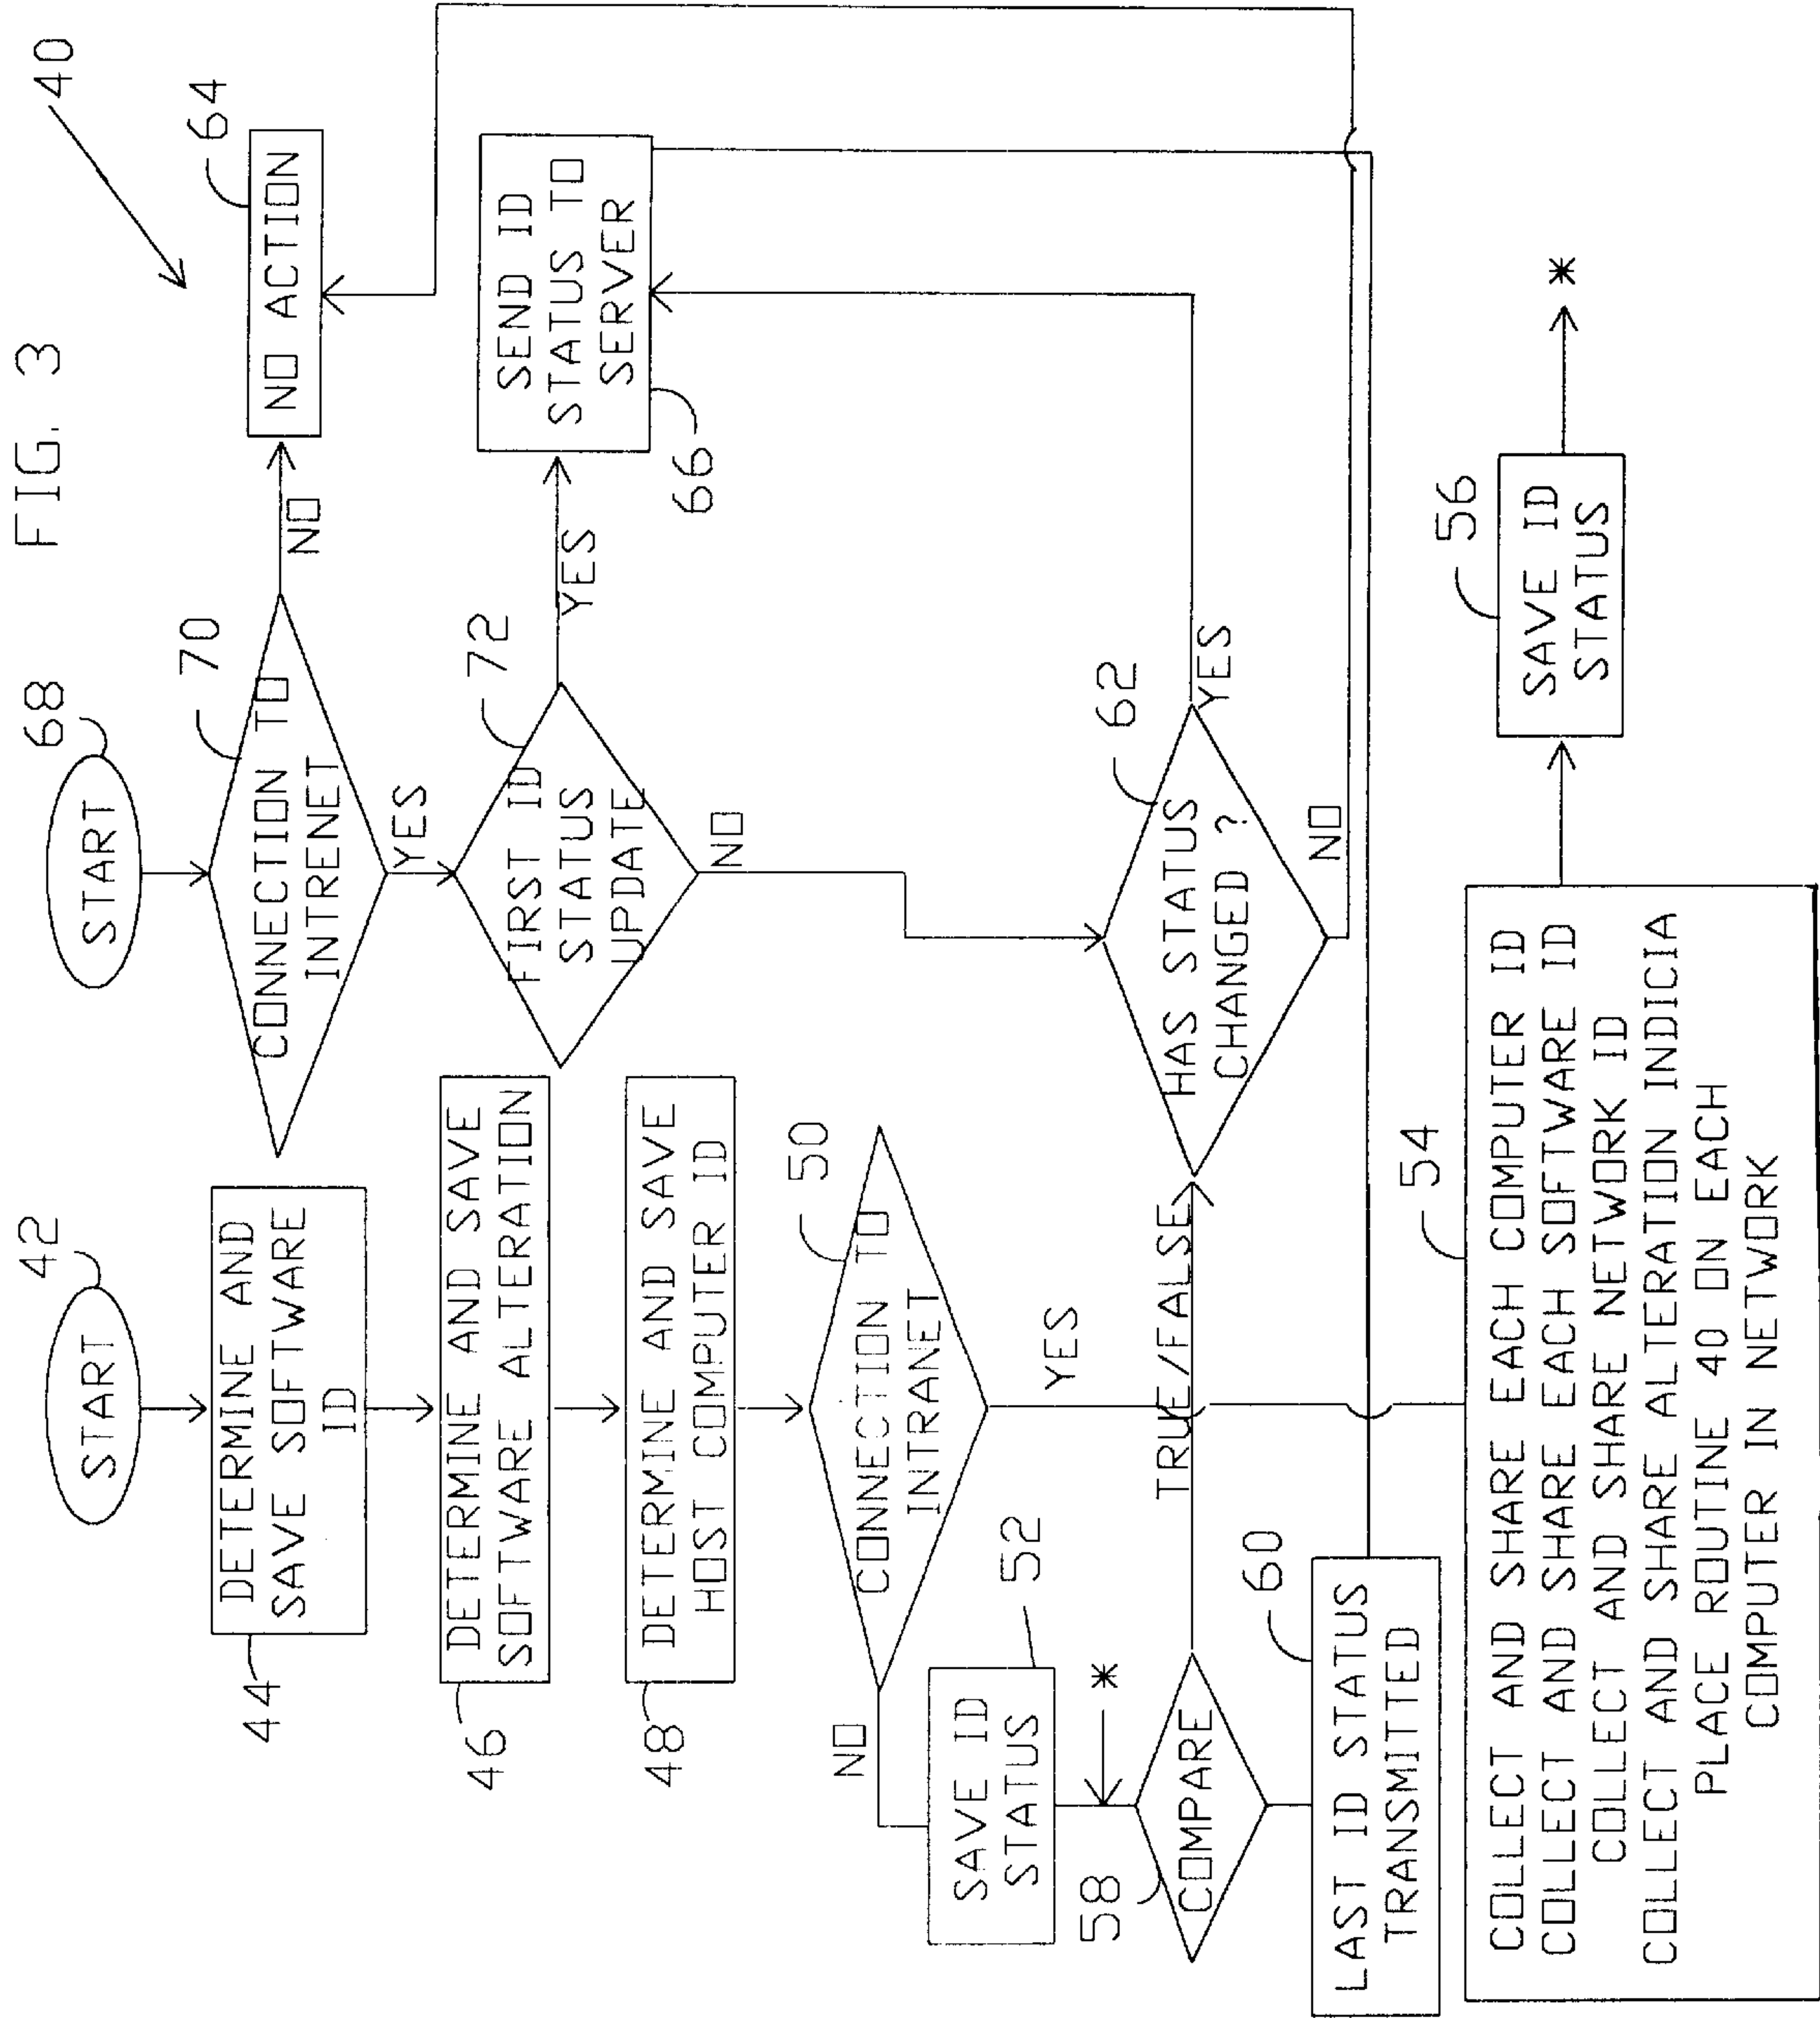 FIG. 3
40
42
START
44
DETERMINE AND
SAVE SOFTWARE
ID
46
DETERMINE AND SAVE
SOFTWARE ALTERATION
48
DETERMINE AND SAVE
HOST COMPUTER ID
50
CONNECTION TO
INTRANET
NO
YES
52
SAVE ID
STATUS
*
58
COMPARE
TRUE/FALSE
60
LAST ID STATUS
TRANSMITTED
54
COLLECT AND SHARE EACH COMPUTER ID
COLLECT AND SHARE EACH SOFTWARE ID
COLLECT AND SHARE NETWORK ID
COLLECT AND SHARE ALTERATION INDICIA
PLACE ROUTINE 40 ON EACH
COMPUTER IN NETWORK
56
SAVE ID
STATUS
*
68
START
70
CONNECTION TO
INTRENET
NO
YES
64
NO ACTION
72
FIRST ID
STATUS
UPDATE
YES
NO
66
SEND ID
STATUS TO
SERVER
62
HAS STATUS
CHANGED ?
YES
NO